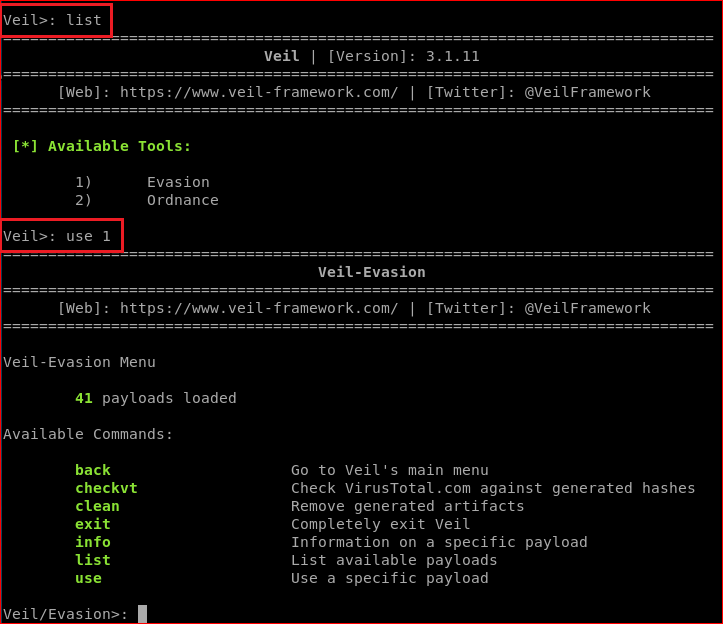 Veil>: list
===============================================================================
Veil | [Version]: 3.1.11
===============================================================================
[Web]: https://www.veil-framework.com/ | [Twitter]: @VeilFramework
===============================================================================
[*] Available Tools:
1) Evasion
2) Ordnance
Veil>: use 1
===============================================================================
Veil-Evasion
===============================================================================
[Web]: https://www.veil-framework.com/ | [Twitter]: @VeilFramework
===============================================================================
Veil-Evasion Menu
41 payloads loaded
Available Commands:
back Go to Veil's main menu
checkvt Check VirusTotal.com against generated hashes
clean Remove generated artifacts
exit Completely exit Veil
info Information on a specific payload
list List available payloads
use Use a specific payload
Veil/Evasion>: